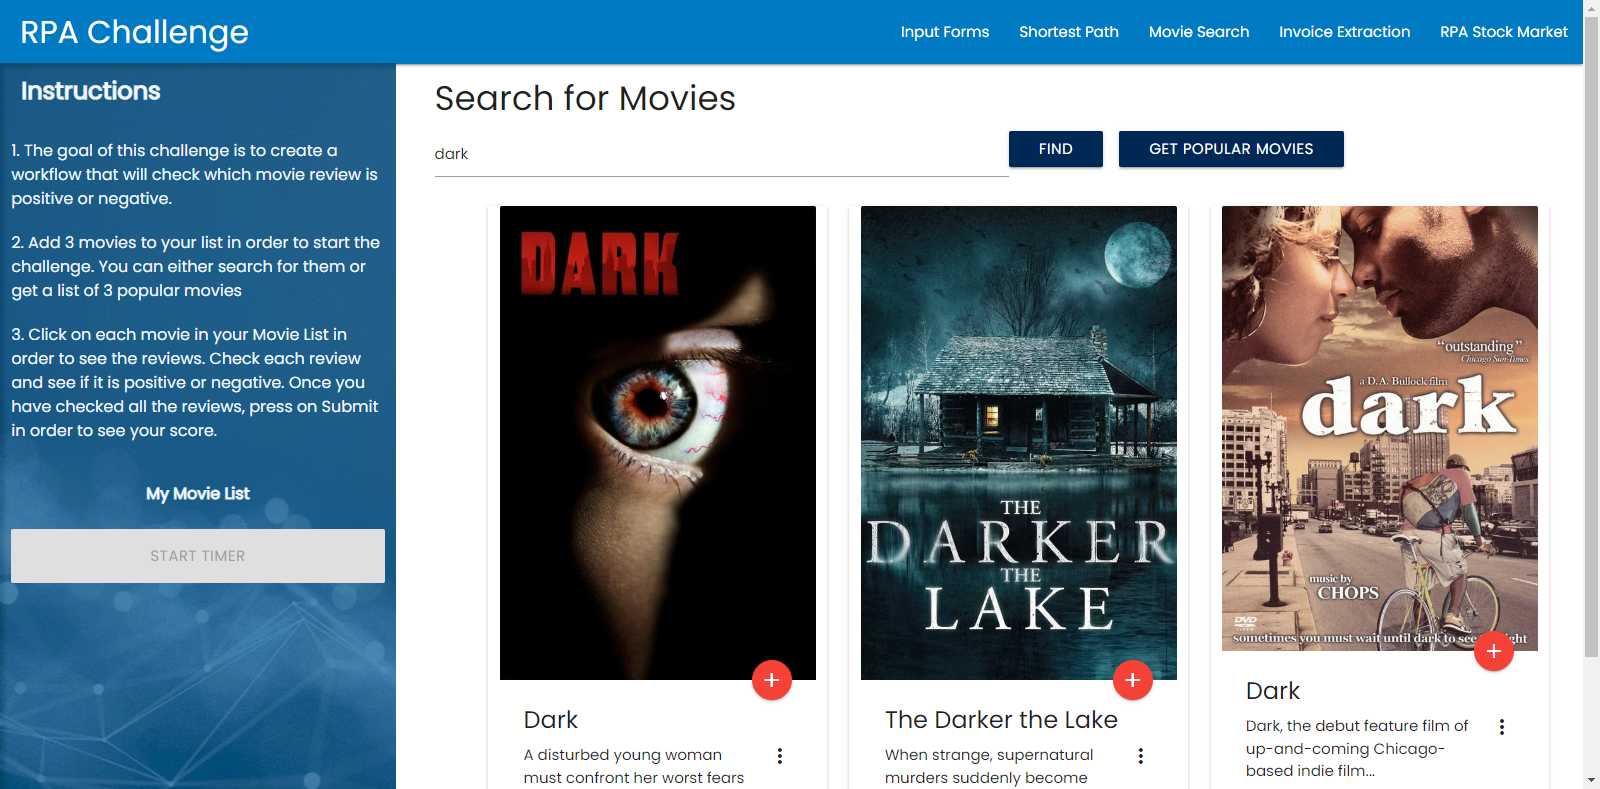 RPA Challenge
Input Forms
Shortest Path
Movie Search
Invoice Extraction
RPA Stock Market
Instructions
1. The goal of this challenge is to create a
workflow that will check which movie review is
positive or negative.
2. Add 3 movies to your list in order to start the
challenge. You can either search for them or
get a list of 3 popular movies
3. Click on each movie in your Movie List in
order to see the reviews. Check each review
and see if it is positive or negative. Once you
have checked all the reviews, press on Submit
in order to see your score.
My Movie List
START TIMER
Search for Movies
dark
FIND
GET POPULAR MOVIES
DARK
Dark
A disturbed young woman
must confront her worst fears
THE
DARKER
THE
LAKE
The Darker the Lake
When strange, supernatural
murders suddenly become
"outstanding"
Chicago Sun-Times
a D.A. Bullock film
dark
music by
CHOPS
DVD
sometimes you must wait until dark to see
Dark
Dark, the debut feature film of
up-and-coming Chicago-
based indie film...